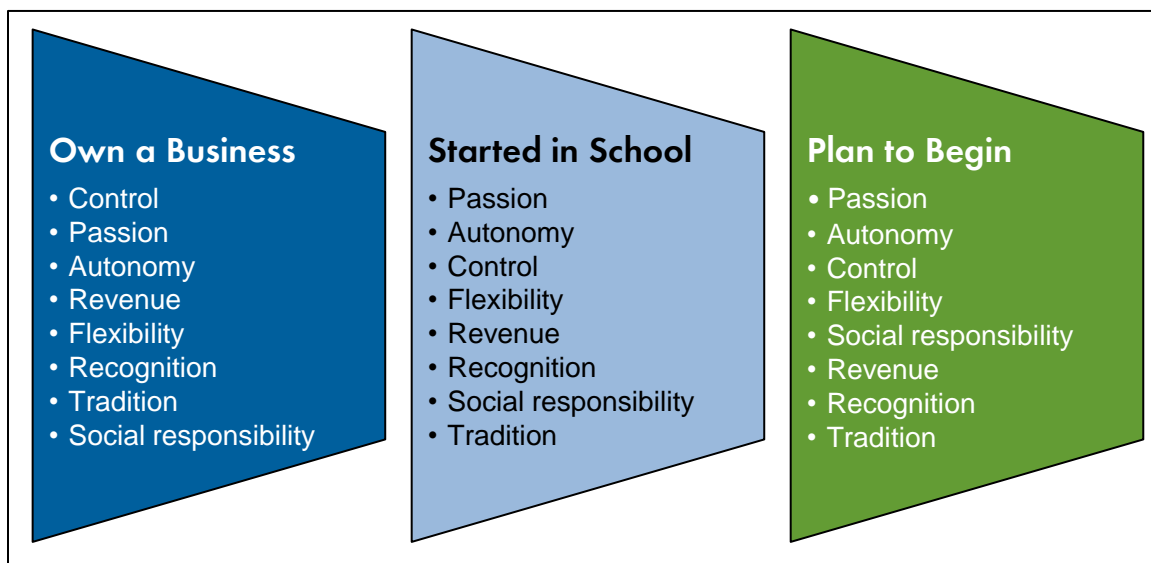 Own a Business
• Control
• Passion
• Autonomy
• Revenue
• Flexibility
• Recognition
• Tradition
• Social responsibility
Started in School
• Passion
• Autonomy
• Control
• Flexibility
• Revenue
• Recognition
• Social responsibility
• Tradition
Plan to Begin
• Passion
• Autonomy
• Control
• Flexibility
• Social responsibility
• Revenue
• Recognition
• Tradition